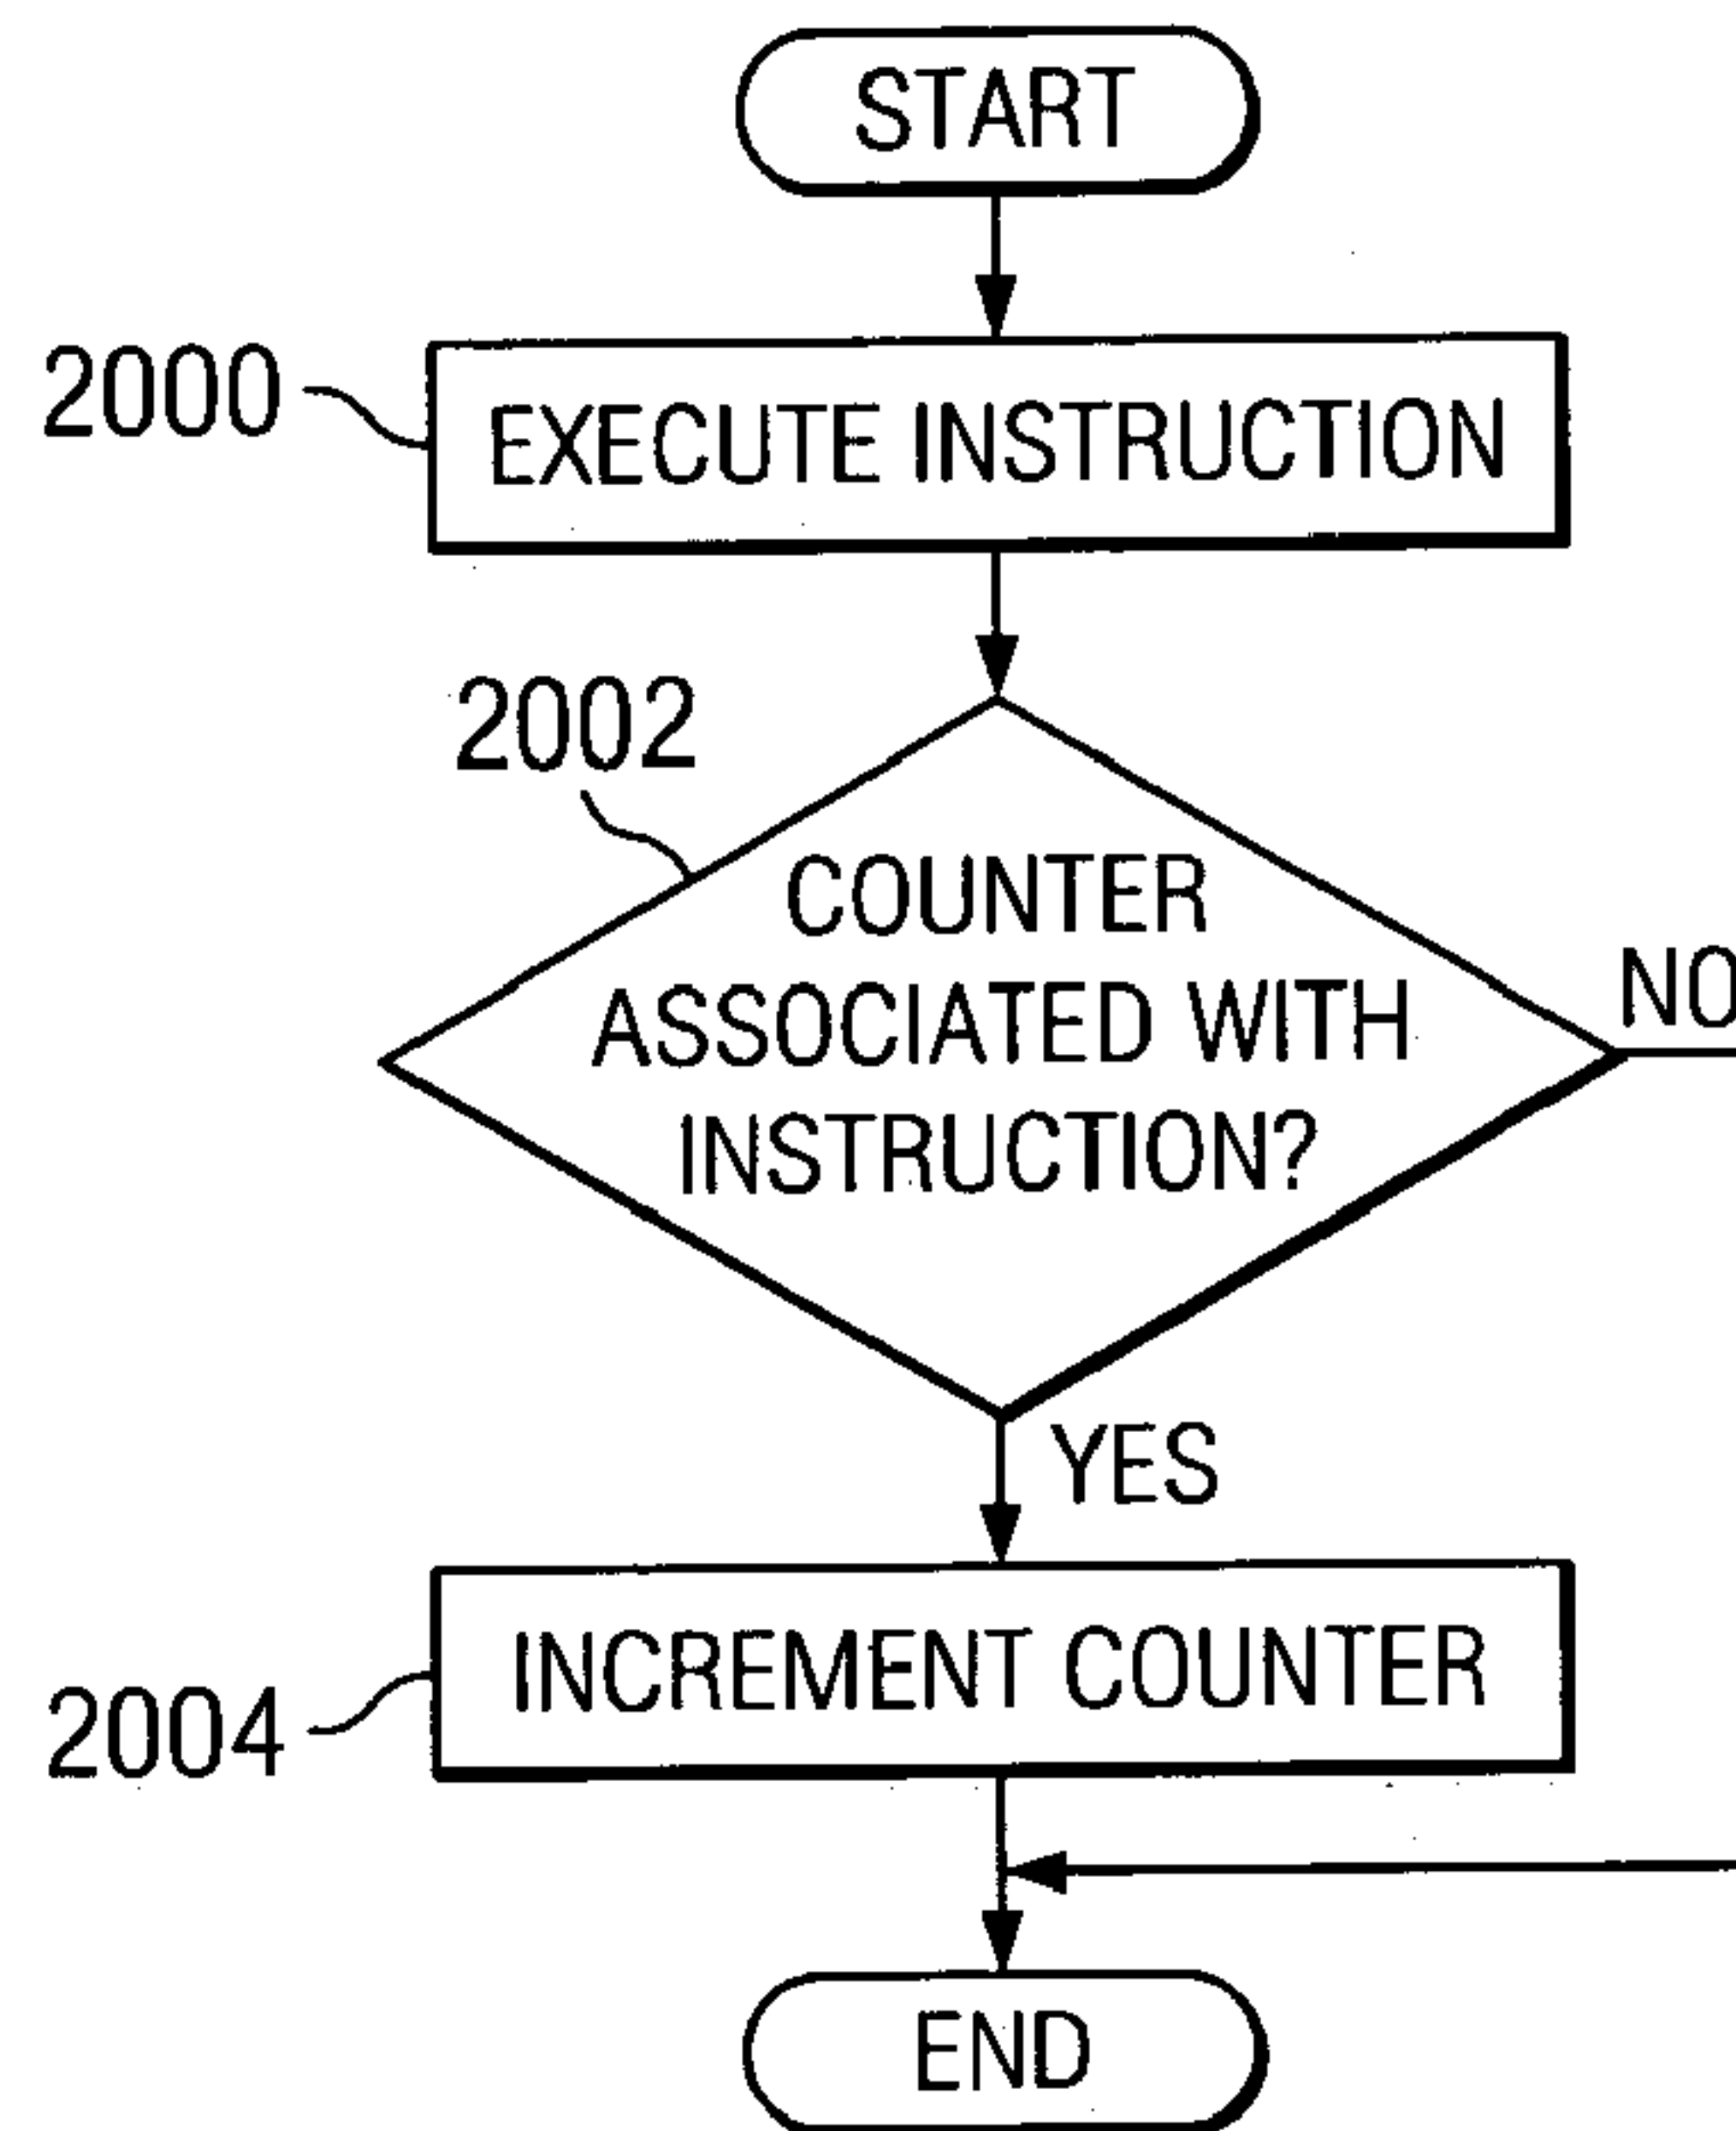 START
2000
EXECUTE INSTRUCTION
2002
COUNTER
ASSOCIATED WITH
INSTRUCTION?
NO
YES
INCREMENT COUNTER
2004
END